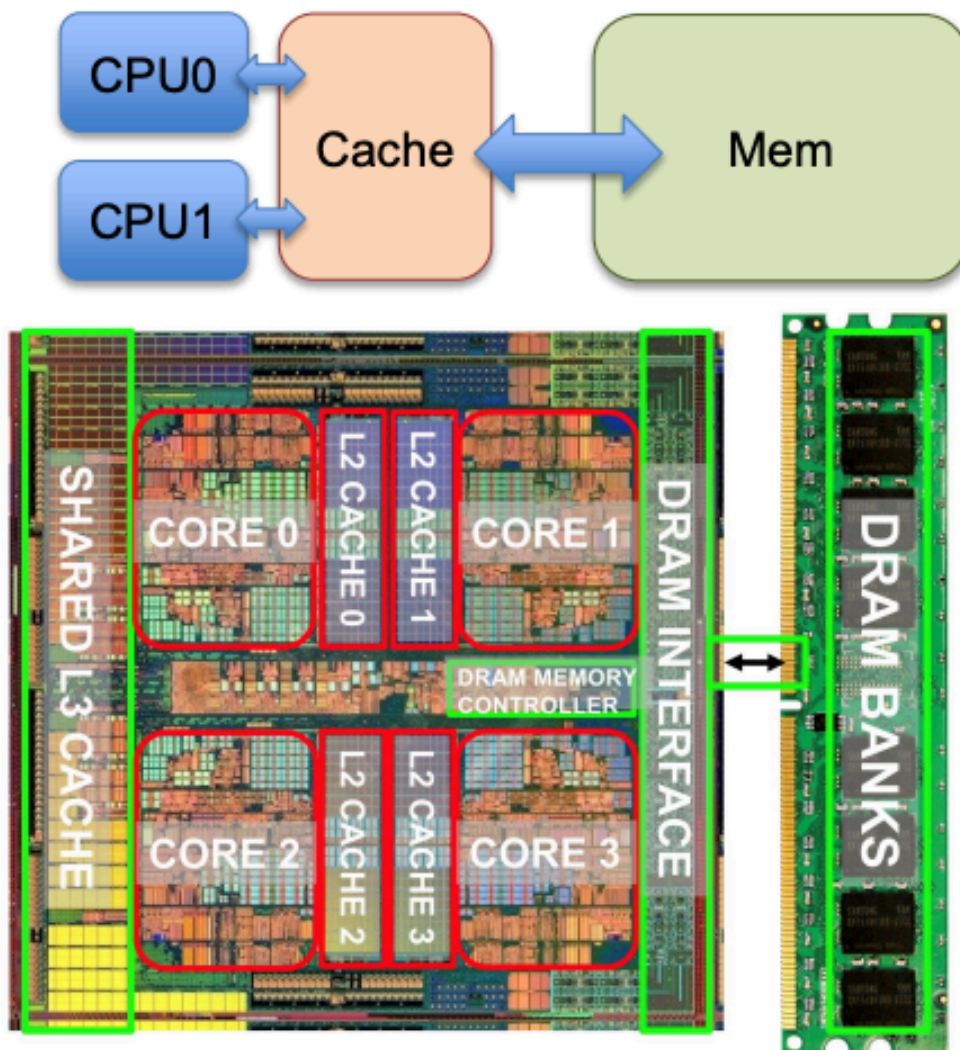 CPU0
CPU1
Cache
Mem
SHARED L3 CACHE
CORE 0
L2 CACHE 0
L2 CACHE 1
CORE 1
DRAM INTERFACE
DRAM BANKS
DRAM MEMORY
CONTROLLER
CORE 2
L2 CACHE 2
L2 CACHE 3
CORE 3